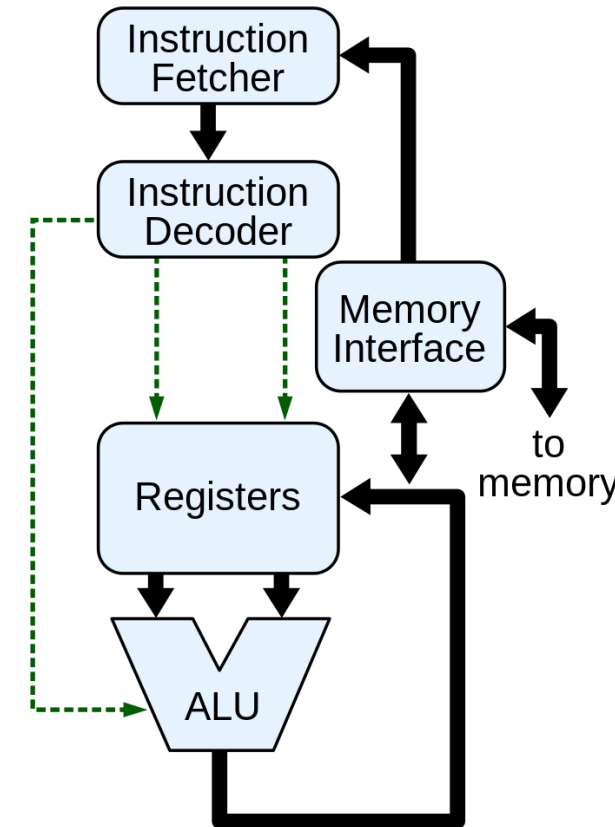 Instruction
Fetcher
Instruction
Decoder
Memory
Interface
to
memory
Registers
ALU